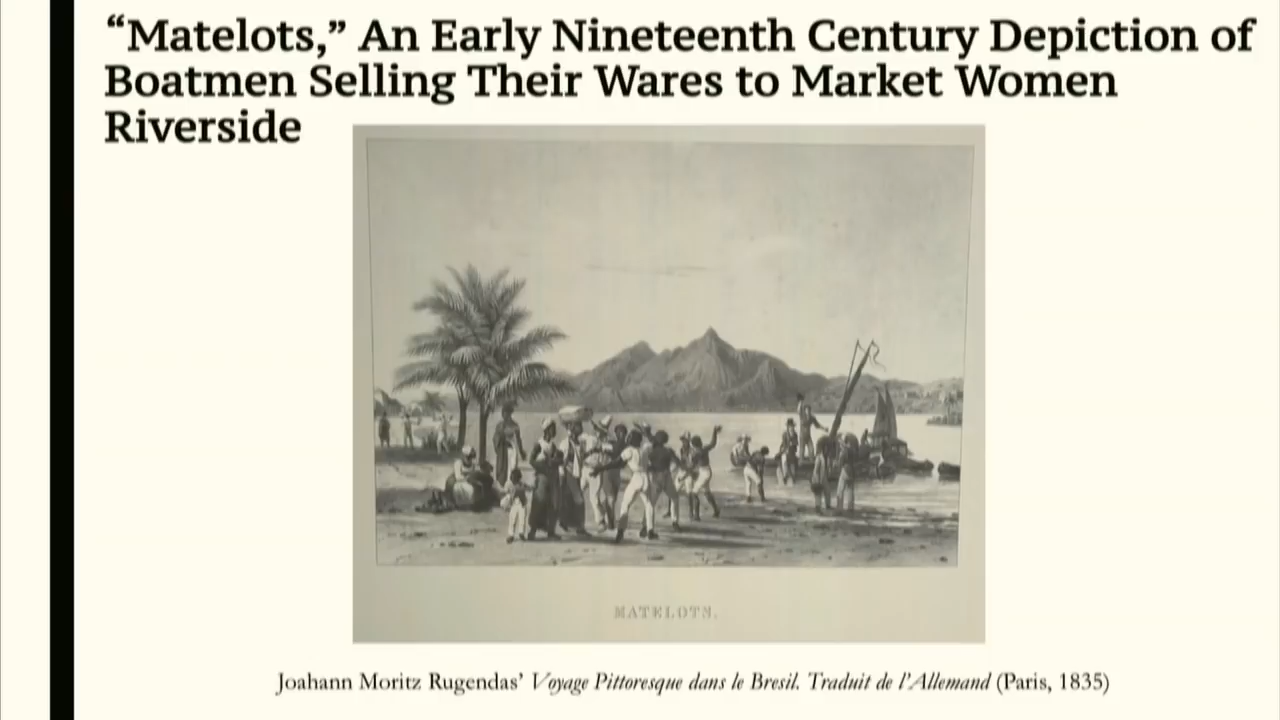 “Matelots,” An Early Nineteenth Century Depiction of
Boatmen Selling Their Wares to Market Women
Riverside
MATELOTS.
Joahann Moritz Rugendas’ Voyage Pittoresque dans le Bresil. Traduit de l’Allemand (Paris, 1835)